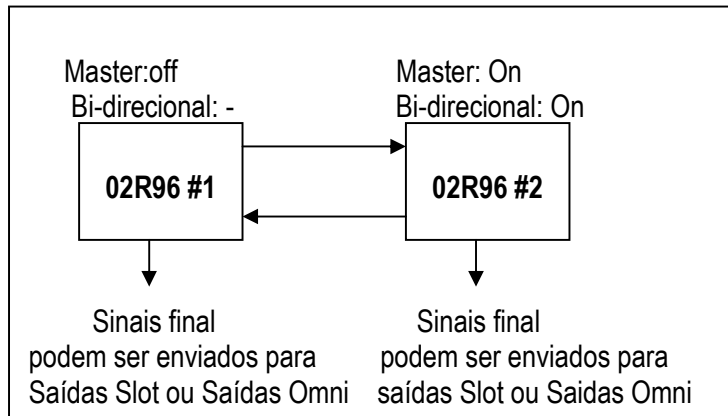 Master:off
Bi-direcional: -
02R96 #1
Sinais final
podem ser enviados para
Saídas Slot ou Saídas Omni
Master: On
Bi-direcional: On
02R96 #2
Sinais final
podem ser enviados para
saídas Slot ou Saidas Omni